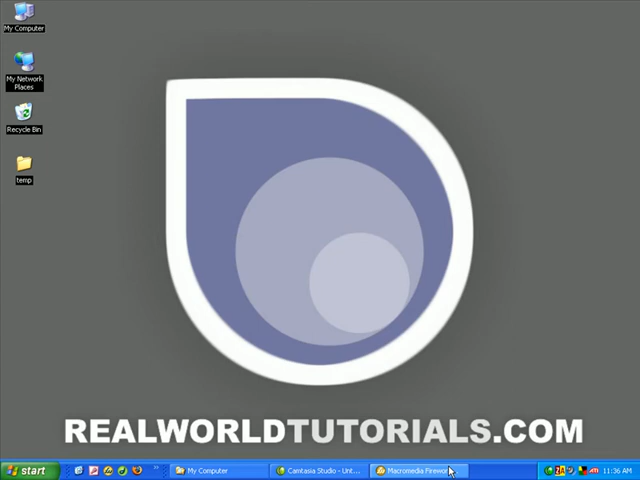 My Computer
My Network
Places
Recycle Bin
temp
REALWORLDTUTORIALS.COM
start
My Computer
Camtasia Studio - Unt...
Macromedia Firewor
11:36 AM